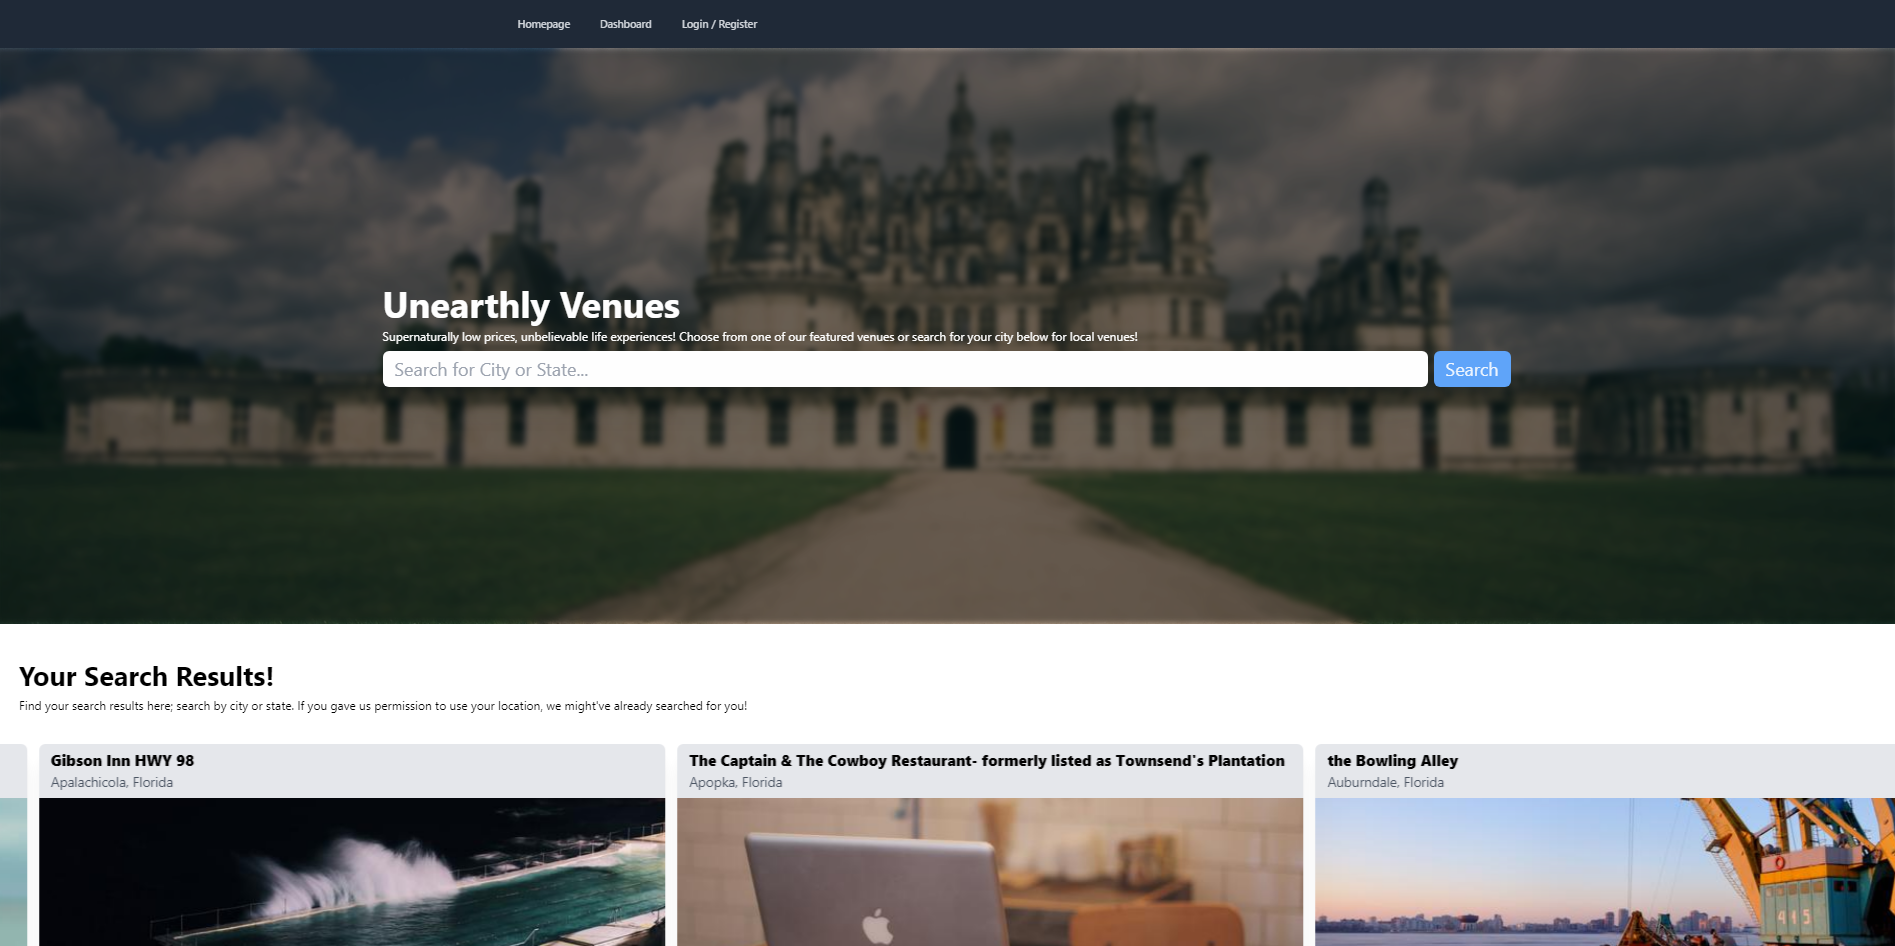 Homepage Dashboard Login / Register
Unearthly Venues
Supernaturally low prices, unbelievable life experiences! Choose from one of our featured venues or search for your city below for local venues!
Search for City or State... Search
Your Search Results!
Find your search results here; search by city or state. If you gave us permission to use your location, we might've already searched for you!
Gibson Inn HWY 98
Apalachicola, Florida
The Captain & The Cowboy Restaurant- formerly listed as Townsend's Plantation
Apopka, Florida
the Bowling Alley
Auburndale, Florida
415